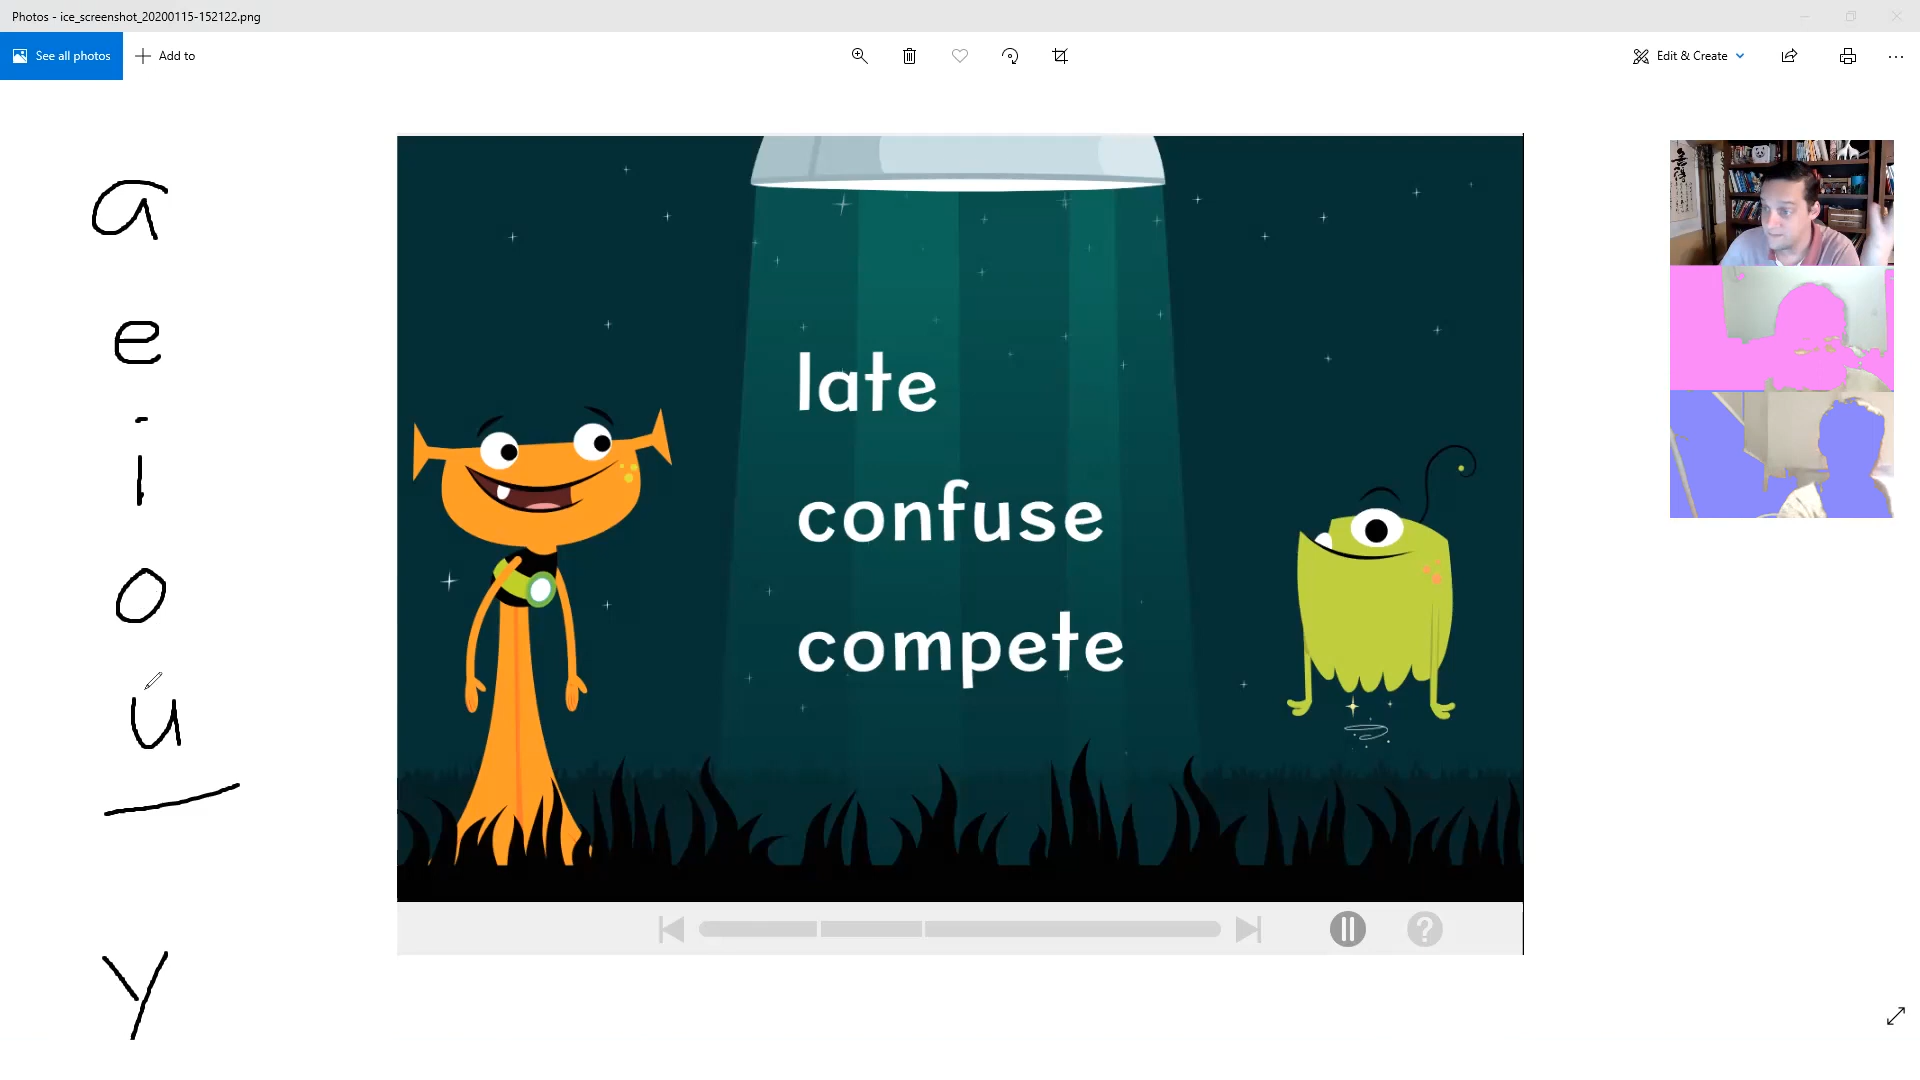 Photos - ice_screenshot_20200115-152122.png
See all photos
Add to
Edit & Create
a
e
i
o
u
y
late
confuse
compete
?